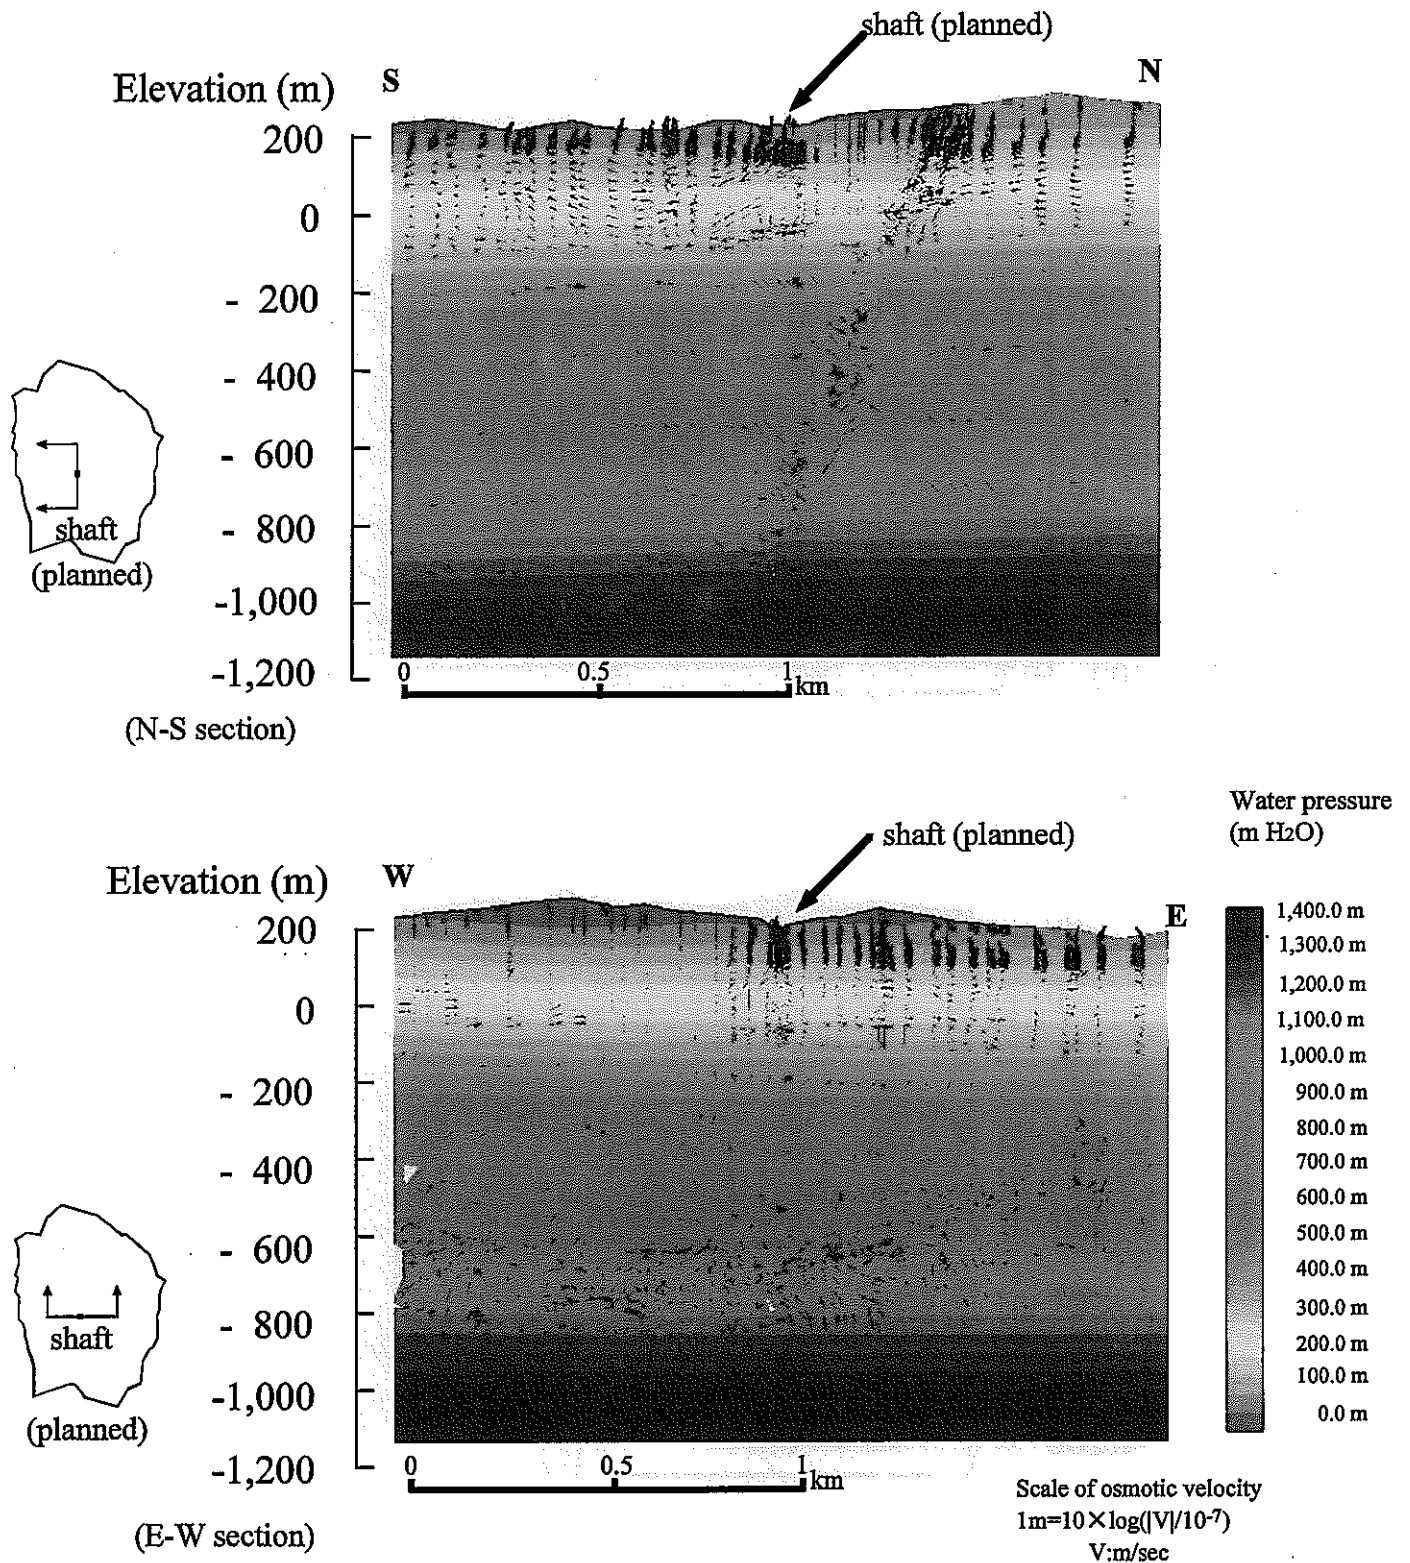 shaft (planned)
Elevation (m)
S
N
200
0
- 200
- 400
- 600
- 800
-1,000
-1,200
shaft
(planned)
0
0.5
1
km
(N-S section)
Water pressure
(m H2O)
shaft (planned)
Elevation (m)
W
E
200
0
- 200
- 400
- 600
- 800
-1,000
-1,200
shaft
(planned)
0
0.5
1
km
(E-W section)
1,400.0 m
1,300.0 m
1,200.0 m
1,100.0 m
1,000.0 m
900.0 m
800.0 m
700.0 m
600.0 m
500.0 m
400.0 m
300.0 m
200.0 m
100.0 m
0.0 m
Scale of osmotic velocity
1m=10×log(|V|/10⁻⁷)
V:m/sec